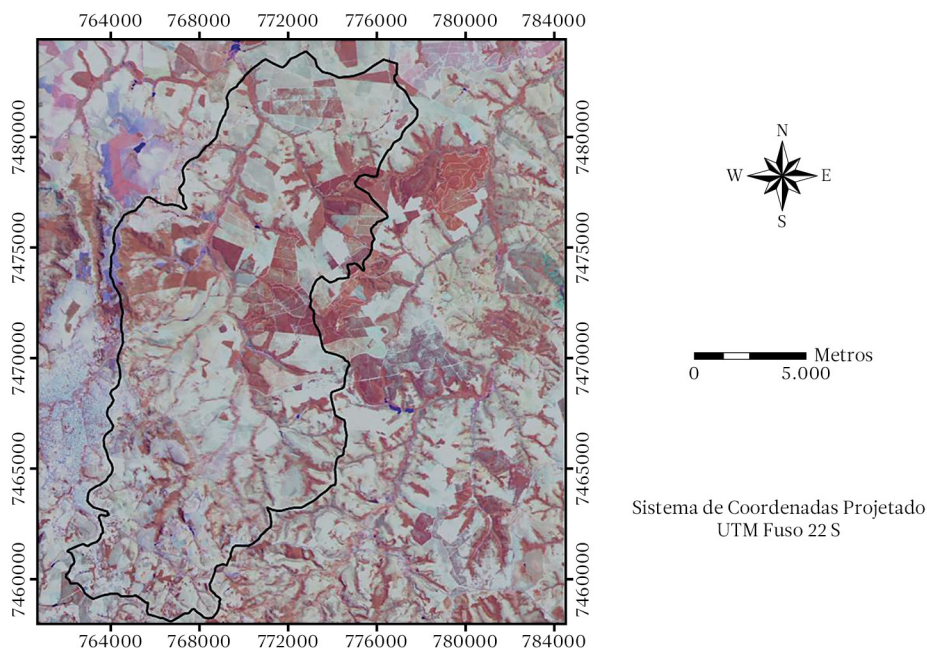 764000 768000 772000 776000 780000 784000
7480000
7475000
7470000
7465000
7460000
7480000
7475000
7470000
7465000
7460000
764000 768000 772000 776000 780000 784000
N
W E
S
Metros
0 5.000
Sistema de Coordenadas Projetado
UTM Fuso 22 S